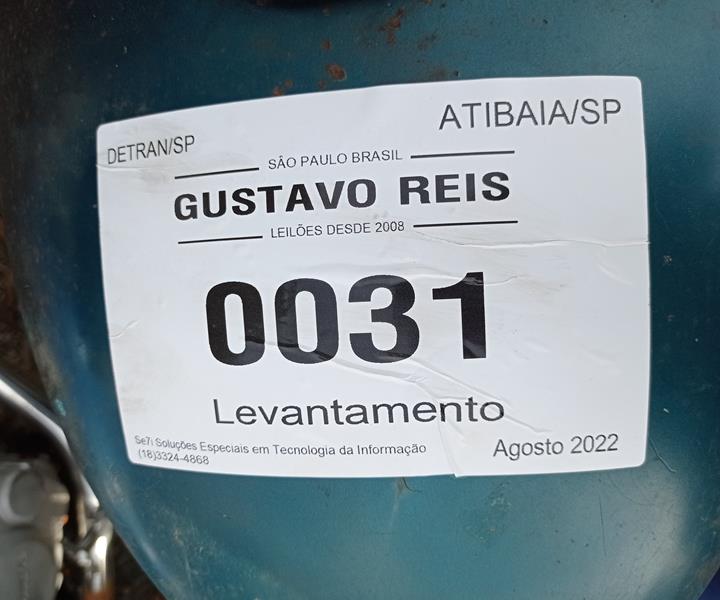 DETRAN/SP
ATIBAIA/SP
SÃO PAULO BRASIL
GUSTAVO REIS
LEILÕES DESDE 2008
0031
Levantamento
Se7i Soluções Especiais em Tecnologia da Informação
(18)3324-4868
Agosto 2022